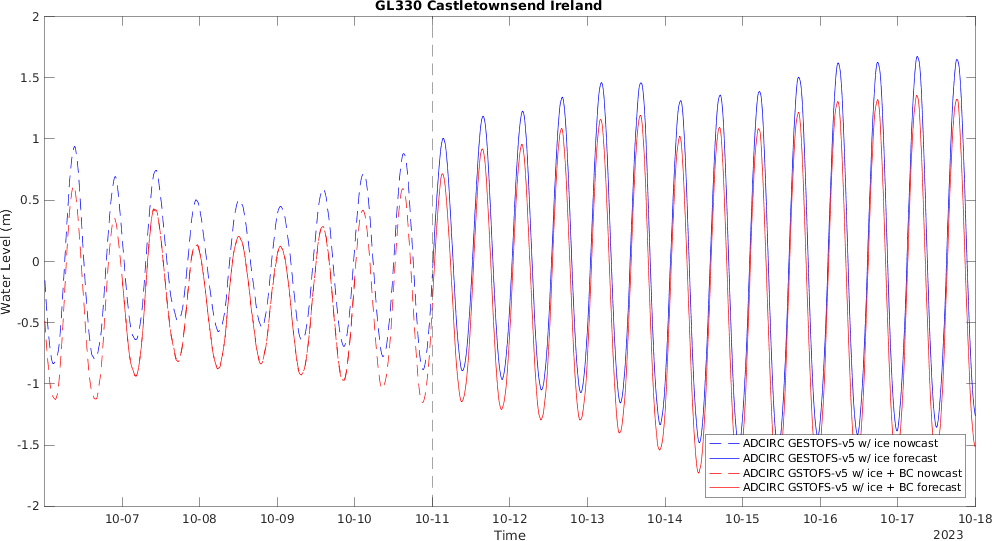 GL330 Castletownsend Ireland
2
1.5
1
0.5
0
-0.5
-1
-1.5
-2
Water Level (m)
ADCIRC GESTOFS-v5 w/ ice nowcast
ADCIRC GESTOFS-v5 w/ ice forecast
ADCIRC GSTOFS-v5 w/ ice + BC nowcast
ADCIRC GSTOFS-v5 w/ ice + BC forecast
10-07 10-08 10-09 10-10 10-11 10-12 10-13 10-14 10-15 10-16 10-17 10-18
Time
2023